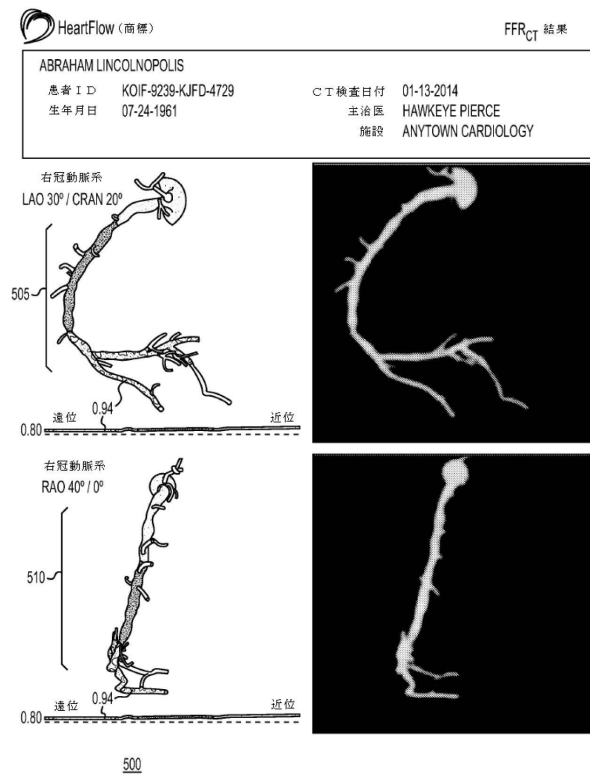 HeartFlow (商標)
FFRCT 結果
ABRAHAM LINCOLNOPOLIS
患者ID KOIF-9239-KJFD-4729
CT検査日付 01-13-2014
生年月日 07-24-1961
主治医 HAWKEYE PIERCE
施設 ANYTOWN CARDIOLOGY
右冠動脈系
LAO 30º / CRAN 20º
505
0.94
遠位
近位
0.80
右冠動脈系
RAO 40º / 0º
510
0.94
遠位
近位
0.80
500